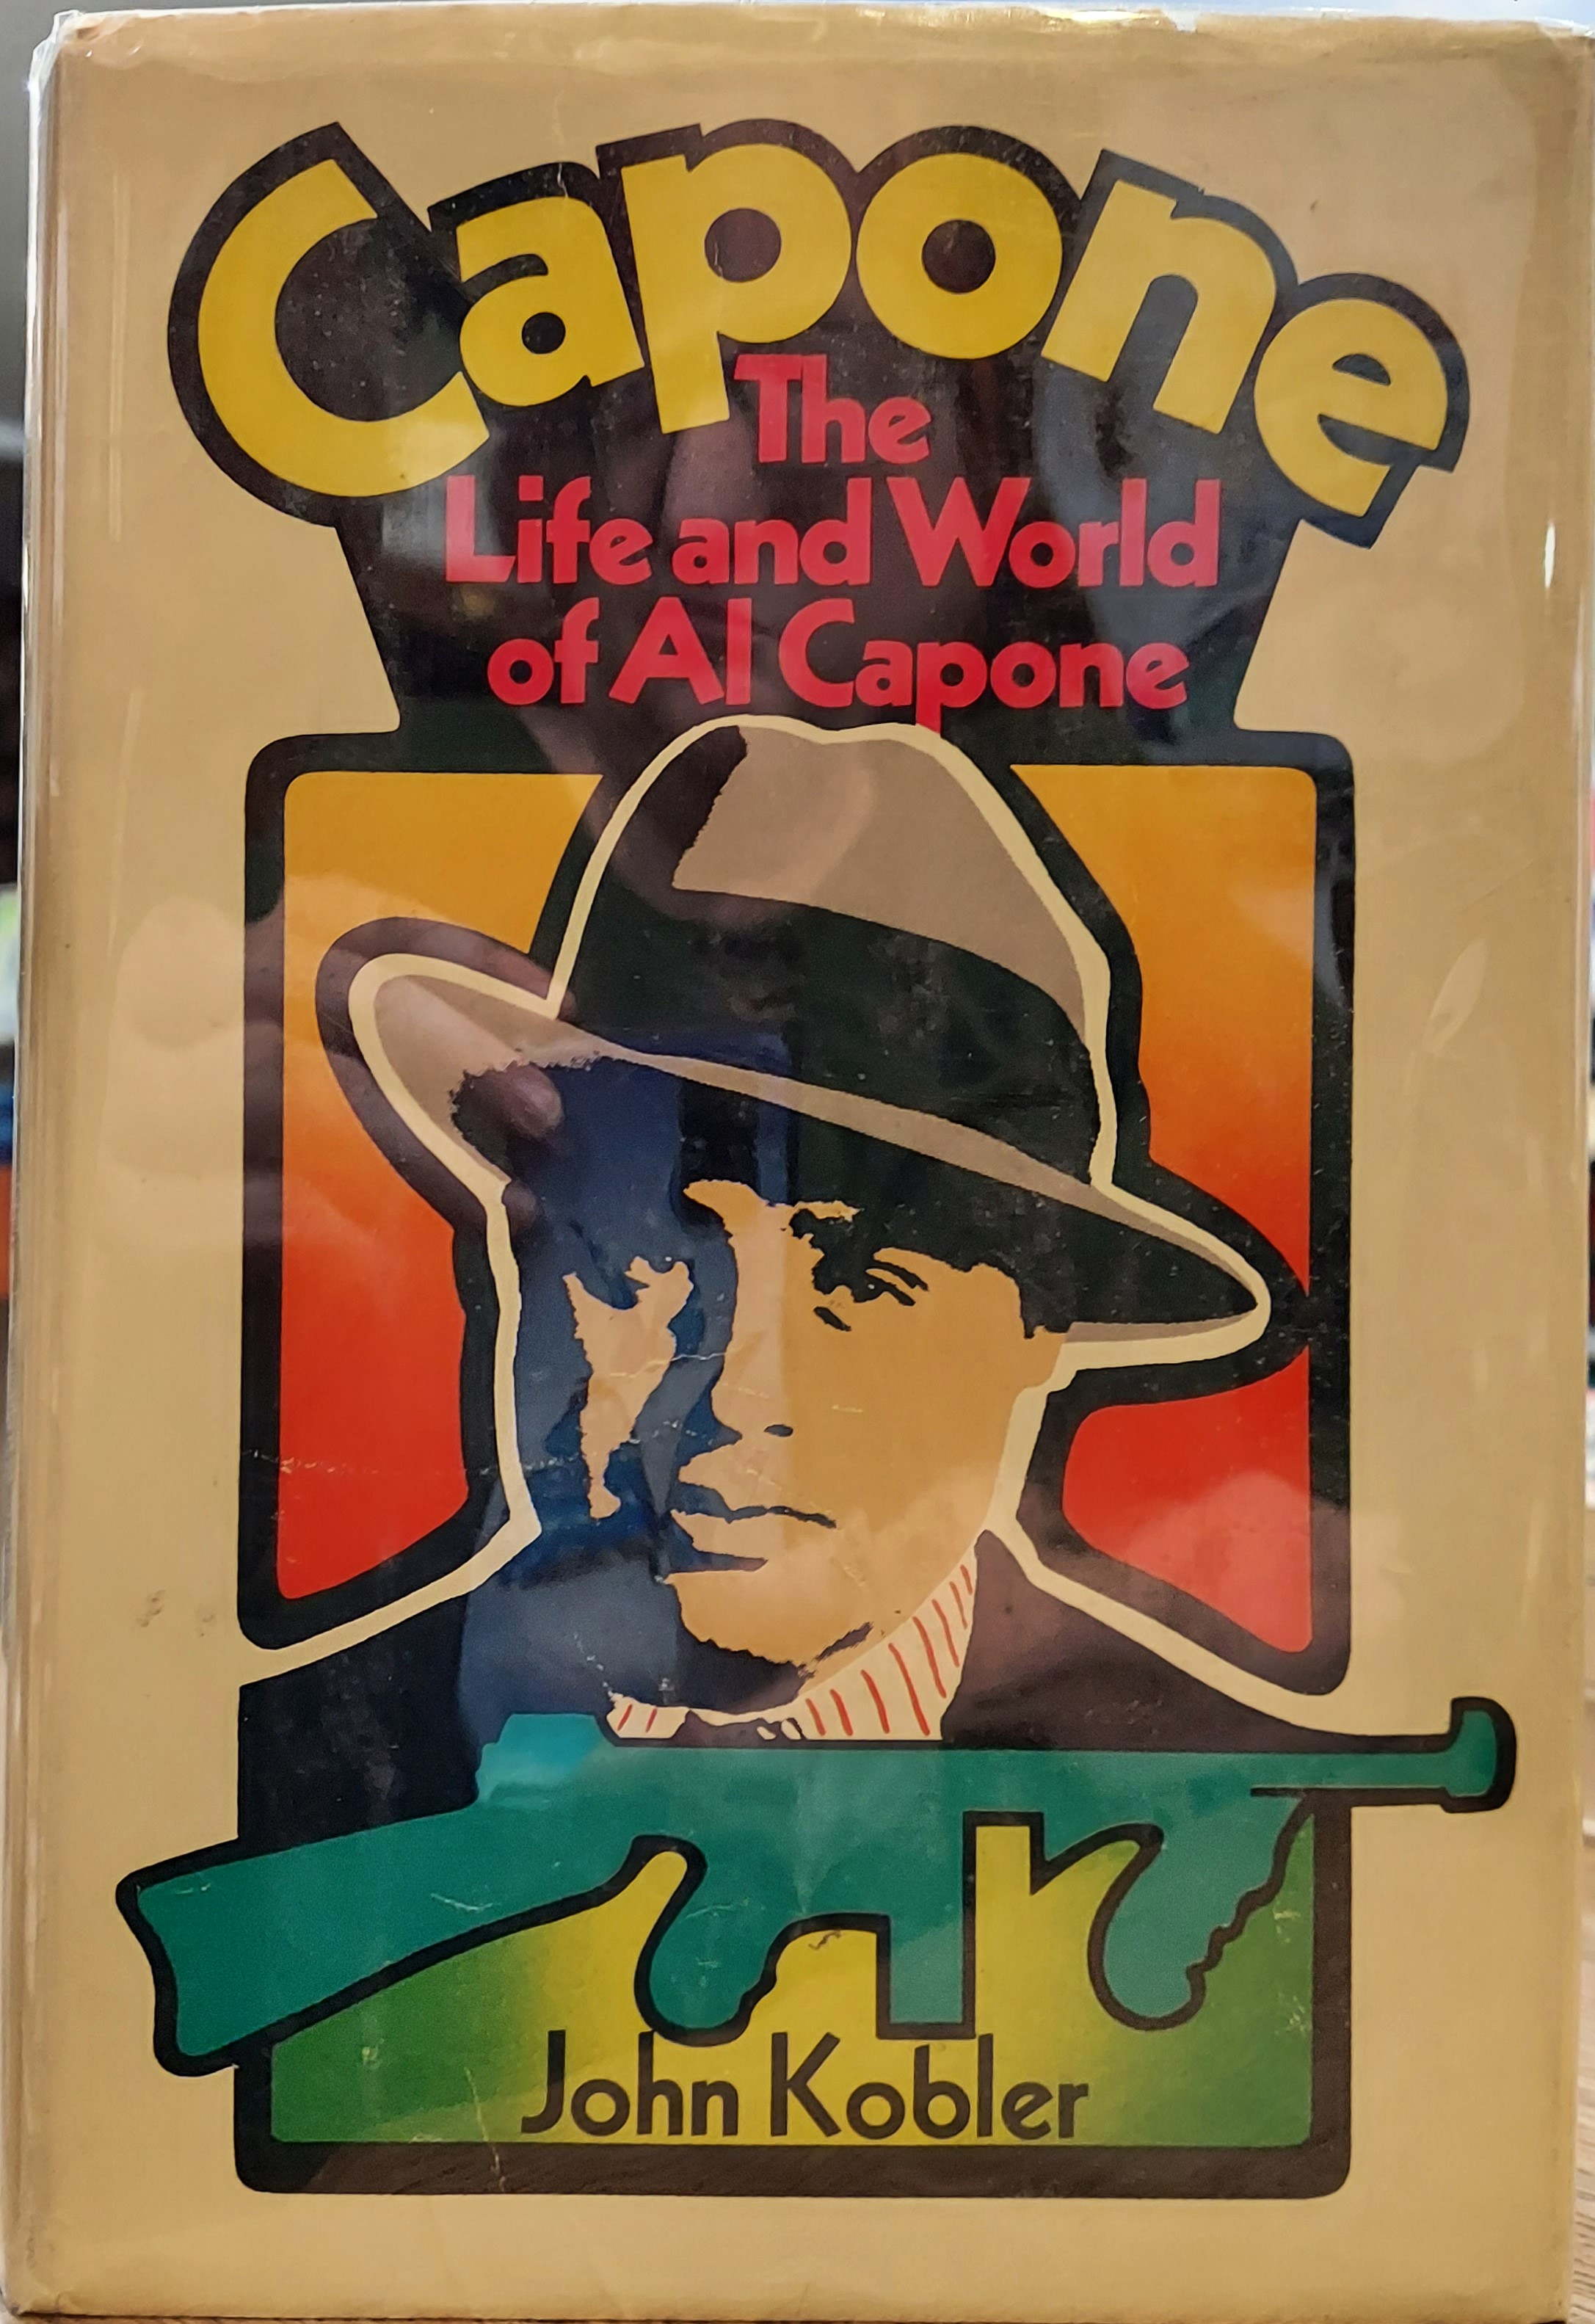 Capone
The
Life and World
of Al Capone
John Kobler